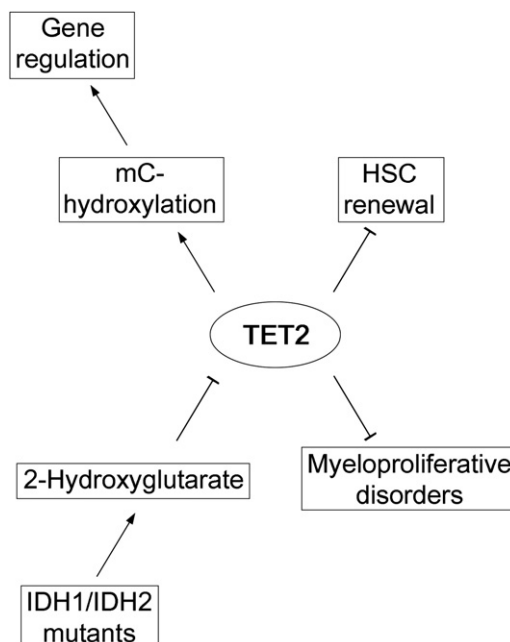 Gene
regulation
mC-
hydroxylation
HSC
renewal
TET2
2-Hydroxyglutarate
Myeloproliferative
disorders
IDH1/IDH2
mutants